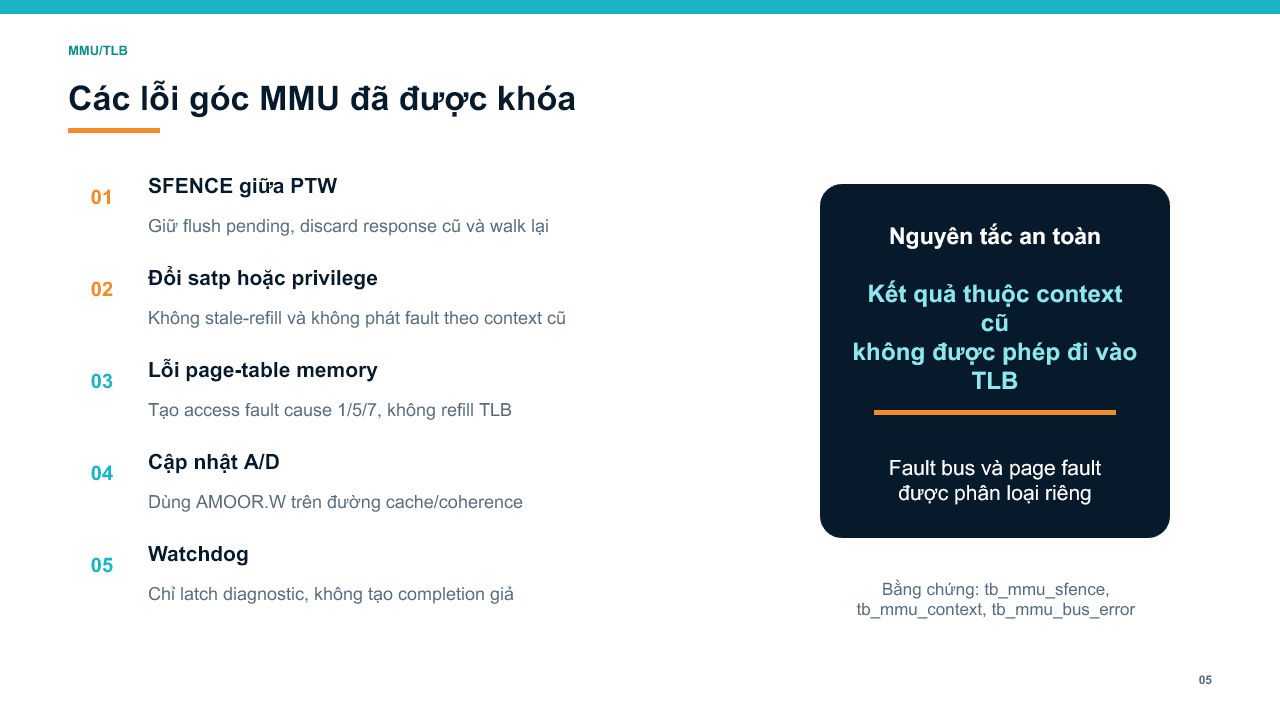 MMU/TLB
Các lỗi góc MMU đã được khóa
01
SFENCE giữa PTW
Giữ flush pending, discard response cũ và walk lại
02
Đổi satp hoặc privilege
Không stale-refill và không phát fault theo context cũ
03
Lỗi page-table memory
Tạo access fault cause 1/5/7, không refill TLB
04
Cập nhật A/D
Dùng AMOOR.W trên đường cache/coherence
05
Watchdog
Chỉ latch diagnostic, không tạo completion giả
Nguyên tắc an toàn
Kết quả thuộc context
cũ
không được phép đi vào
TLB
Fault bus và page fault
được phân loại riêng
Bằng chứng: tb_mmu_sfence,
tb_mmu_context, tb_mmu_bus_error
05